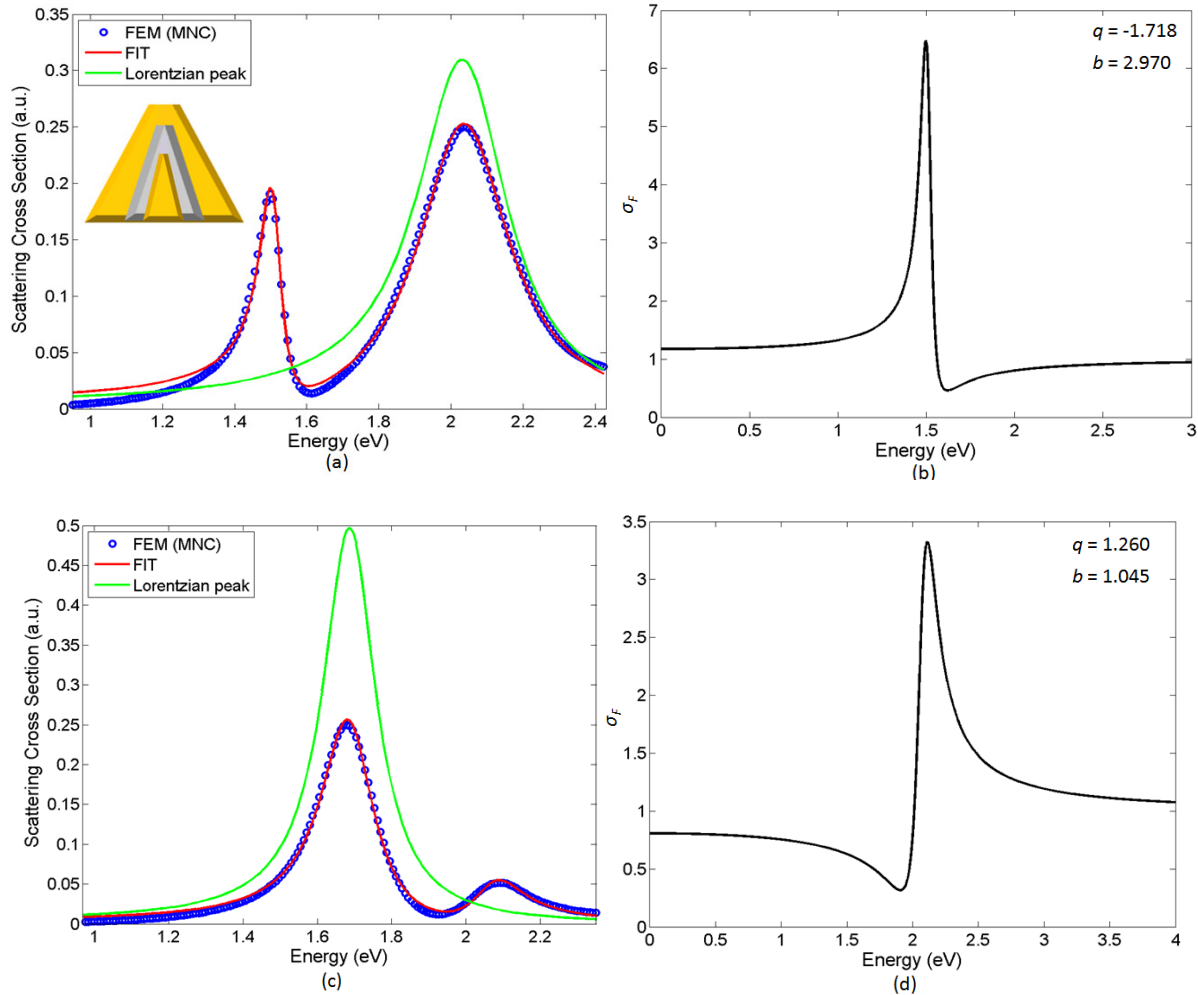 0.35
0.3
0.25
0.2
0.15
0.1
0.05
0
Scattering Cross Section (a.u.)
FEM (MNC)
FIT
Lorentzian peak
1 1.2 1.4 1.6 1.8 2 2.2 2.4
Energy (eV)
(a)
7
6
5
4
3
2
1
0
σF
q = -1.718
b = 2.970
0 0.5 1 1.5 2 2.5 3
Energy (eV)
(b)
0.5
0.45
0.4
0.35
0.3
0.25
0.2
0.15
0.1
0.05
0
Scattering Cross Section (a.u.)
FEM (MNC)
FIT
Lorentzian peak
1 1.2 1.4 1.6 1.8 2 2.2
Energy (eV)
(c)
3.5
3
2.5
2
1.5
1
0.5
0
σF
q = 1.260
b = 1.045
0 0.5 1 1.5 2 2.5 3 3.5 4
Energy (eV)
(d)